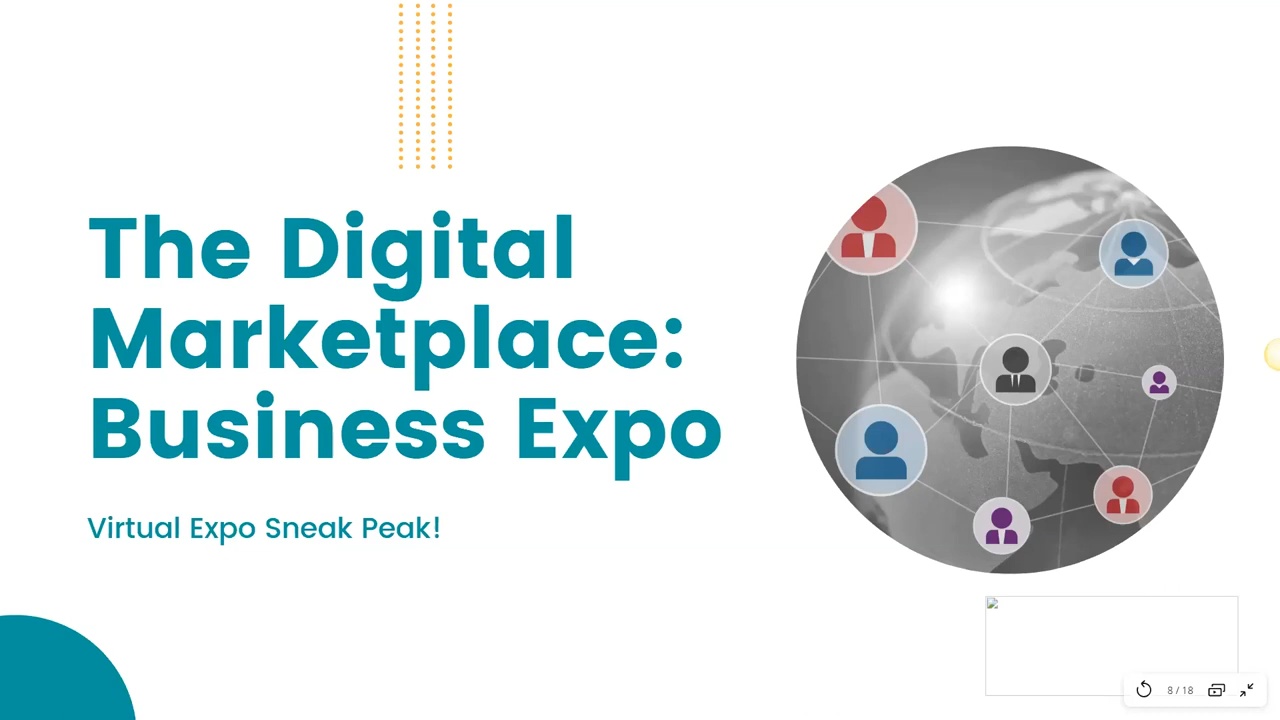 The Digital
Marketplace:
Business Expo
Virtual Expo Sneak Peak!
8 / 18